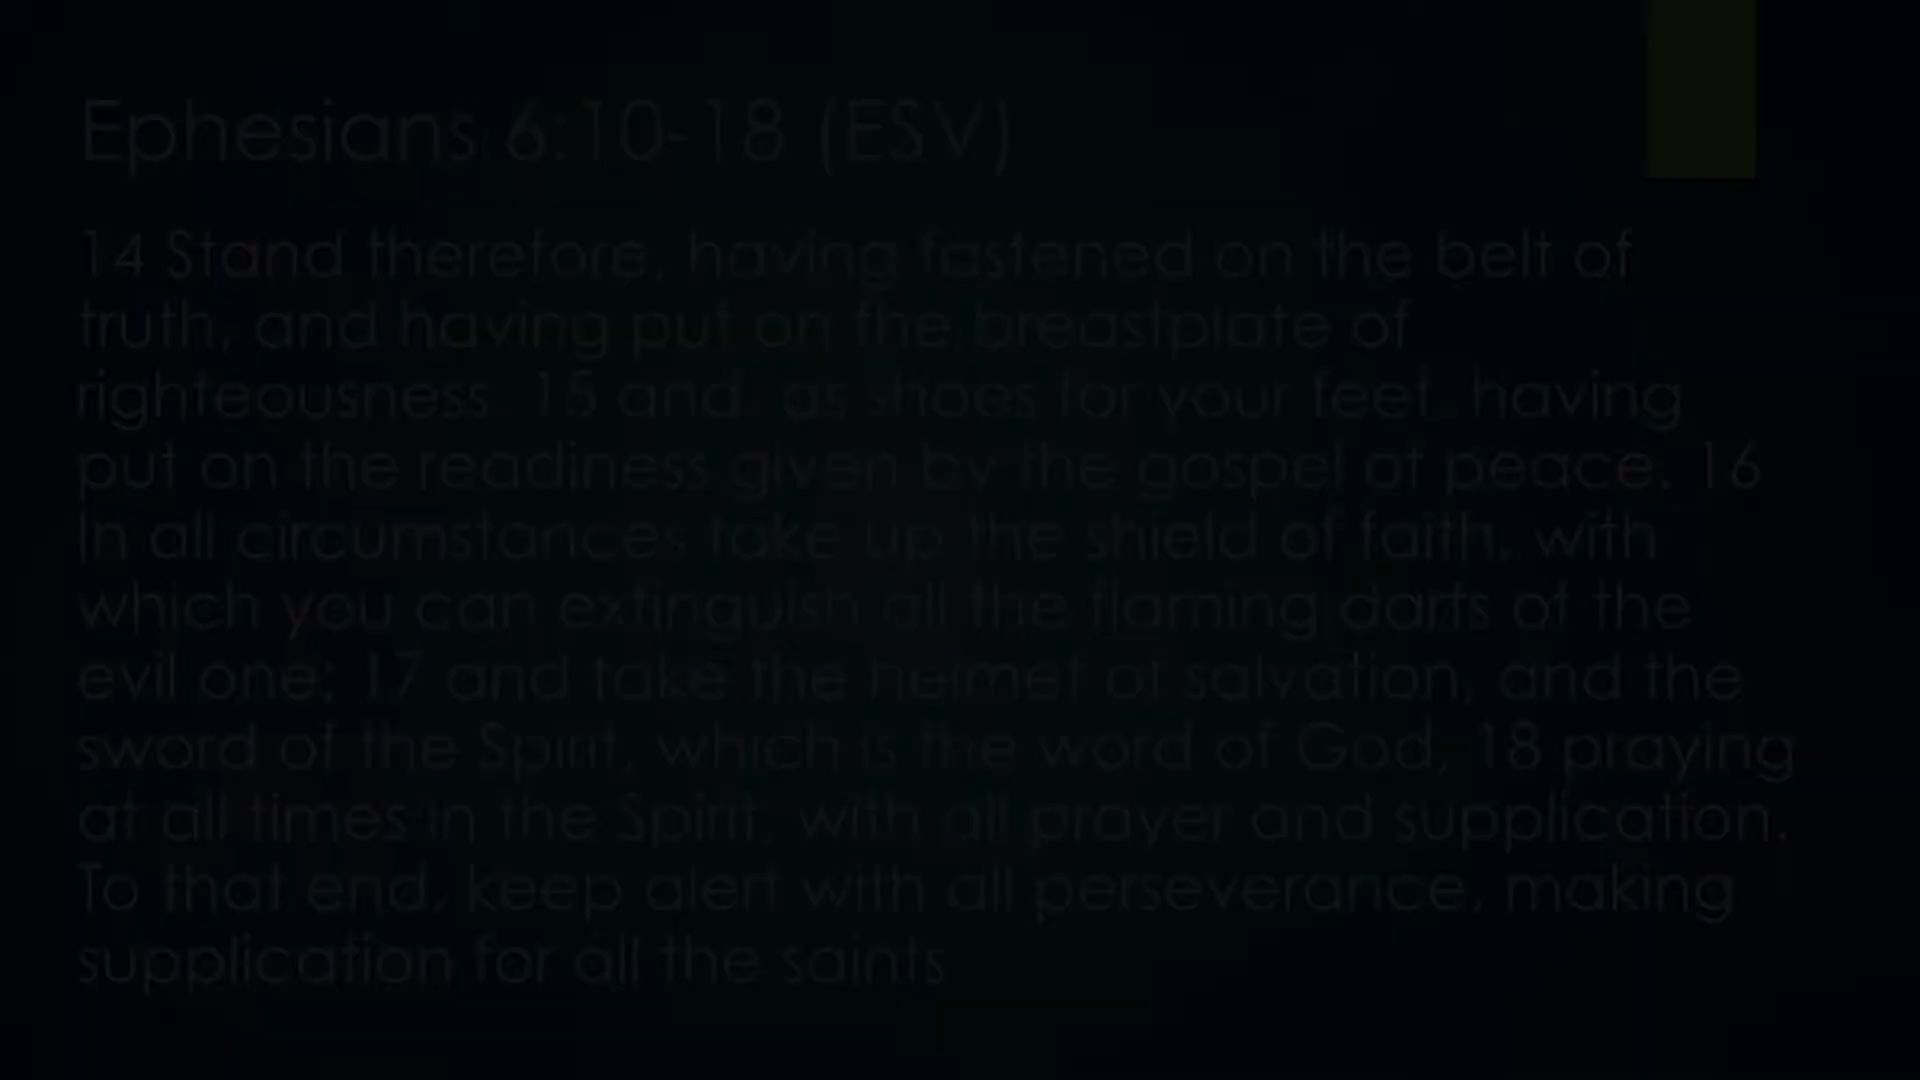 Ephesians 6:10-18 (ESV)
14 Stand therefore, having fastened on the belt of
truth, and having put on the breastplate of
righteousness, 15 and, as shoes for your feet, having
put on the readiness given by the gospel of peace. 16
In all circumstances take up the shield of faith, with
which you can extinguish all the flaming darts of the
evil one; 17 and take the helmet of salvation, and the
sword of the Spirit, which is the word of God, 18 praying
at all times in the Spirit, with all prayer and supplication.
To that end, keep alert with all perseverance, making
supplication for all the saints